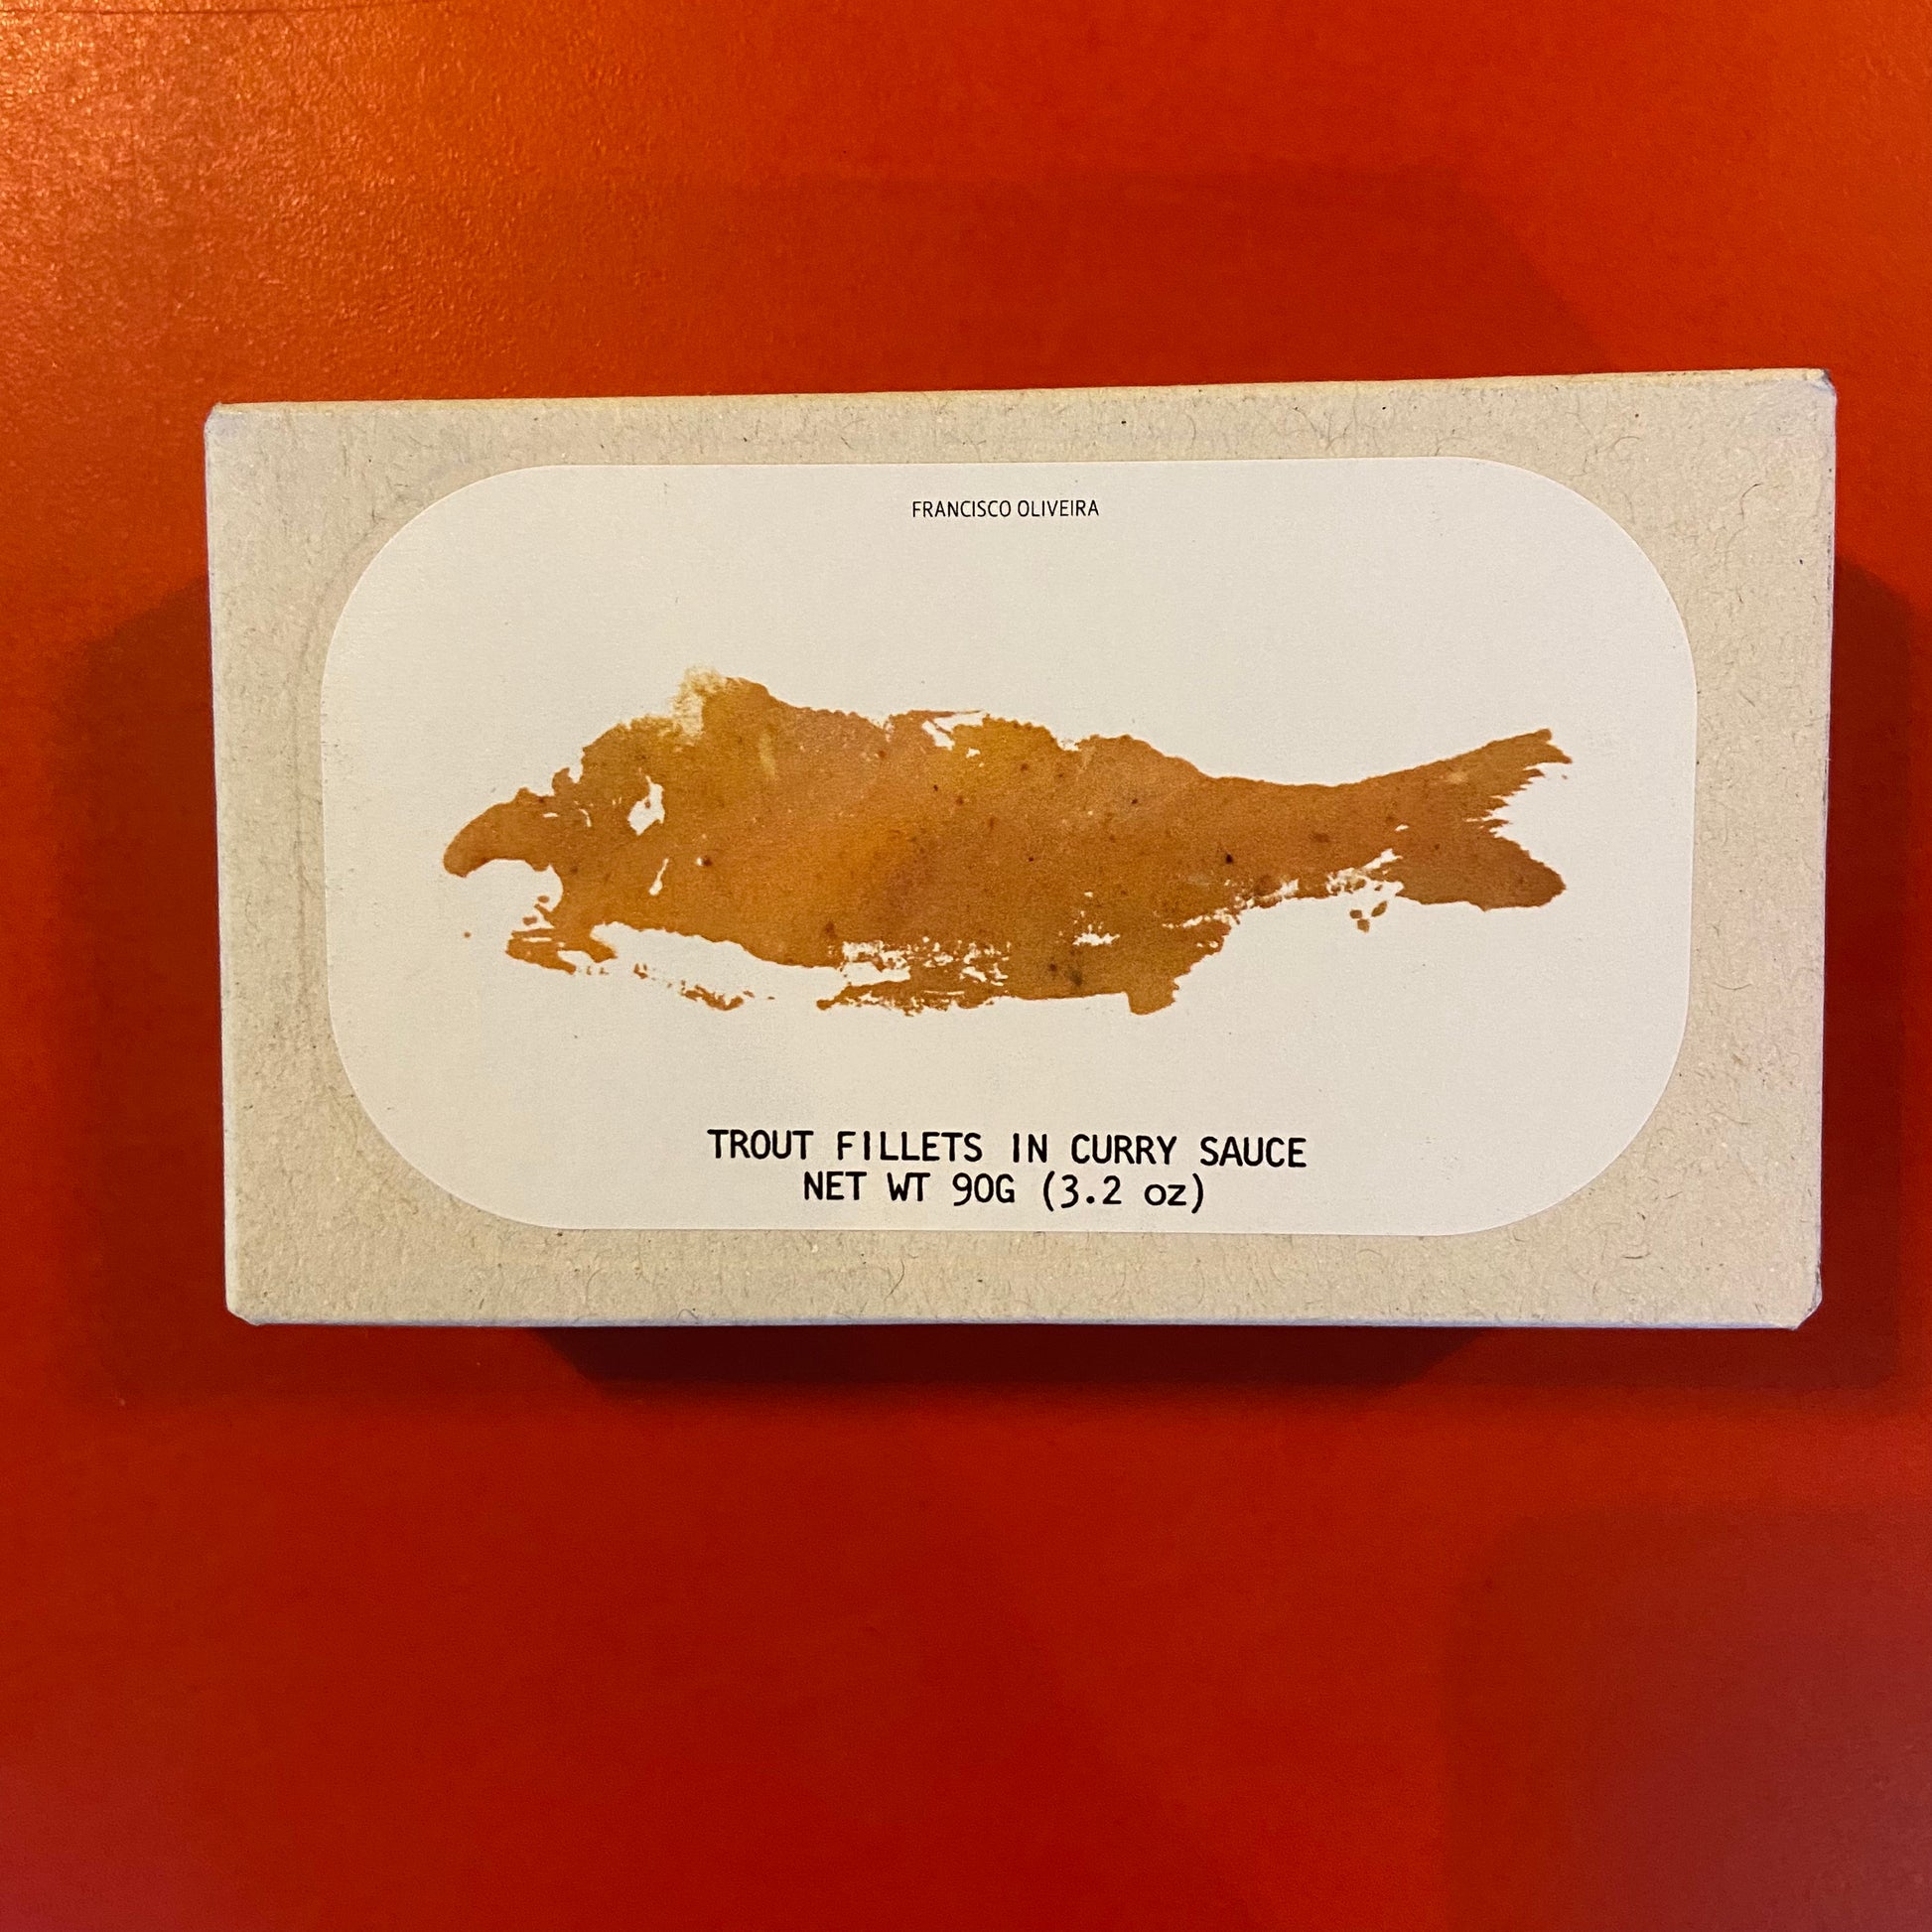 FRANCISCO OLIVEIRA
TROUT FILLETS IN CURRY SAUCE
NET WT 90G (3.2 oz)